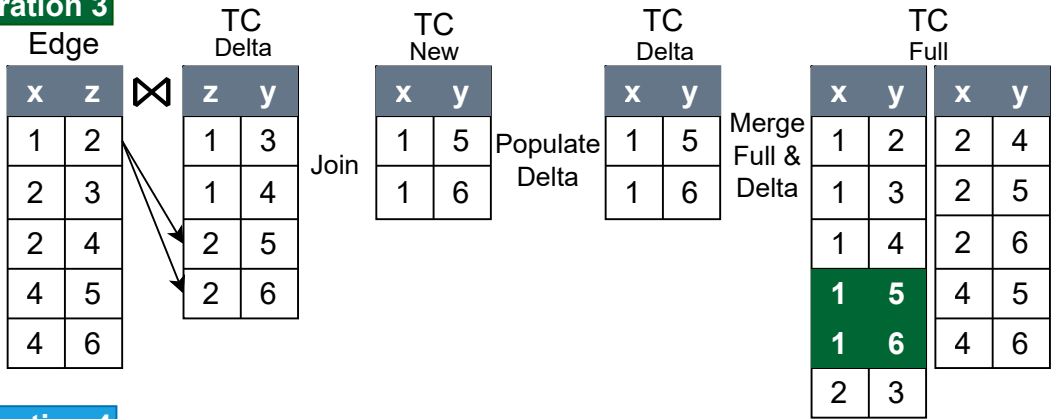 ration 3
Edge
TC
Delta
TC
New
TC
Delta
TC
Full
x z ⋈ z y x y x y x y x y
1 2 1 3 1 5 1 5 1 2 2 4
2 3 1 4 1 6 1 6 1 3 2 5
2 4 2 5 1 4 2 6
4 5 2 6 1 5 4 5
4 6 1 6 4 6
2 3
Join
Populate
Delta
Merge
Full &
Delta